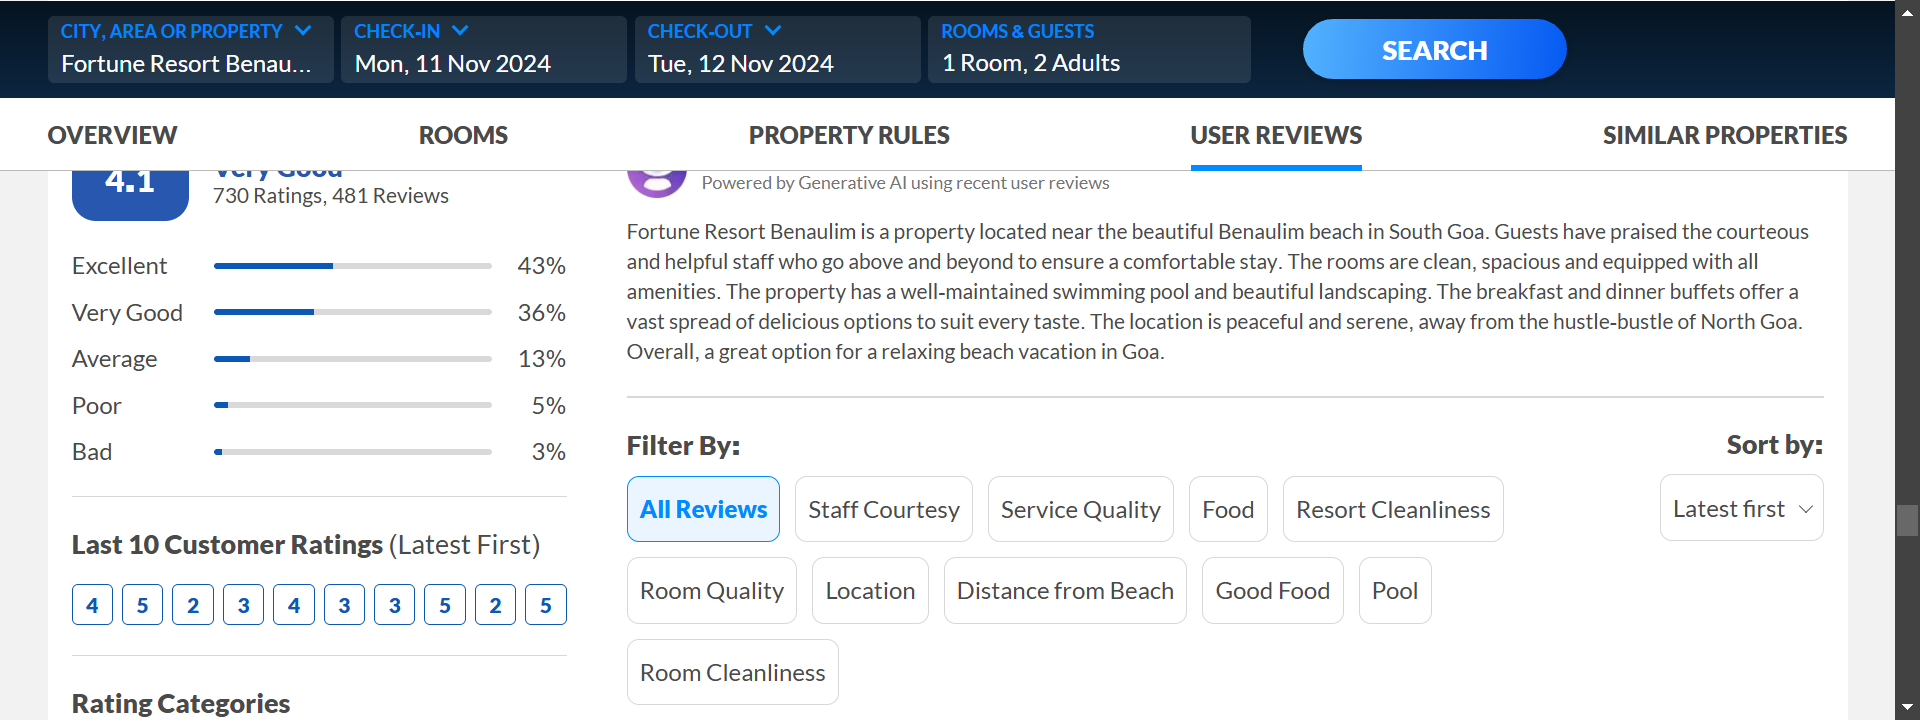 CITY, AREA OR PROPERTY
Fortune Resort Benau...
CHECK-IN
Mon, 11 Nov 2024
CHECK-OUT
Tue, 12 Nov 2024
ROOMS & GUESTS
1 Room, 2 Adults
SEARCH
OVERVIEW
ROOMS
PROPERTY RULES
USER REVIEWS
SIMILAR PROPERTIES
4.1
Very Good
730 Ratings, 481 Reviews
Excellent 43%
Very Good 36%
Average 13%
Poor 5%
Bad 3%
Last 10 Customer Ratings (Latest First)
4 5 2 3 4 3 3 5 2 5
Rating Categories
Powered by Generative AI using recent user reviews
Fortune Resort Benaulim is a property located near the beautiful Benaulim beach in South Goa. Guests have praised the courteous
and helpful staff who go above and beyond to ensure a comfortable stay. The rooms are clean, spacious and equipped with all
amenities. The property has a well-maintained swimming pool and beautiful landscaping. The breakfast and dinner buffets offer a
vast spread of delicious options to suit every taste. The location is peaceful and serene, away from the hustle-bustle of North Goa.
Overall, a great option for a relaxing beach vacation in Goa.
Filter By:
Sort by:
All Reviews
Staff Courtesy
Service Quality
Food
Resort Cleanliness
Latest first
Room Quality
Location
Distance from Beach
Good Food
Pool
Room Cleanliness